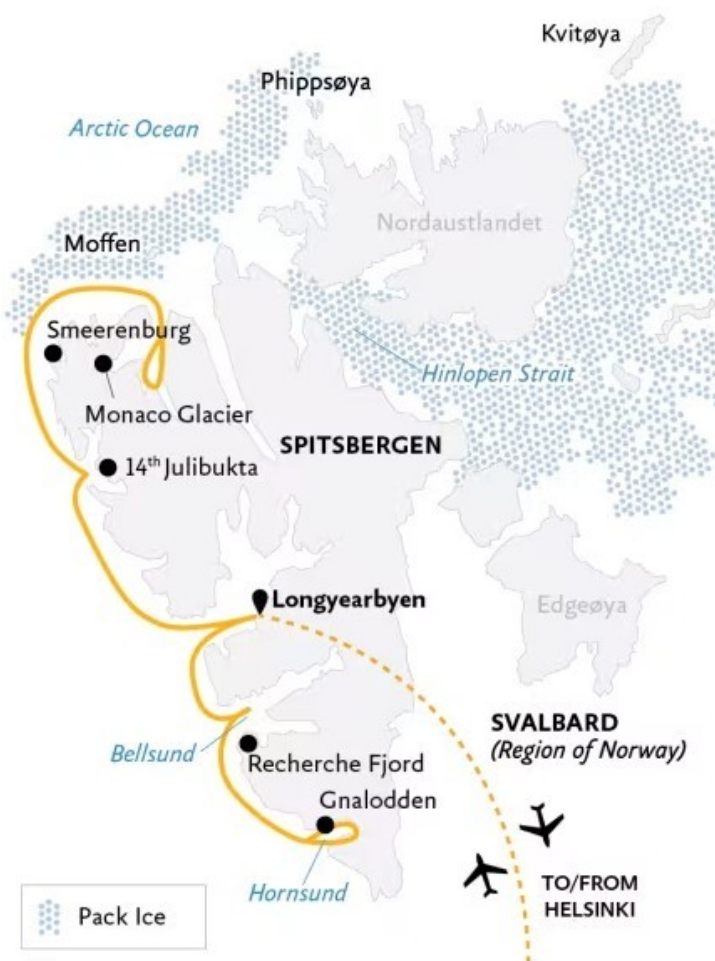 Kvitøya
Phippsøya
Arctic Ocean
Nordaustlandet
Moffen
Smeerenburg
Hinlopen Strait
Monaco Glacier
SPITSBERGEN
14th Julibukta
Longyearbyen
Edgeøya
SVALBARD
(Region of Norway)
Bellsund
Recherche Fjord
Gnalodden
Hornsund
TO/FROM
HELSINKI
Pack Ice